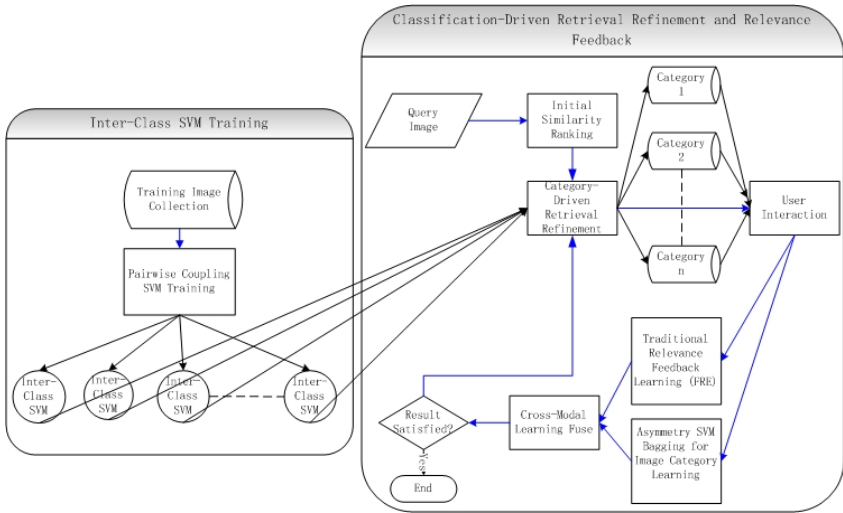 Classification-Driven Retrieval Refinement and Relevance
Feedback
Inter-Class SVM Training
Training Image
Collection
Pairwise Coupling
SVM Training
Inter-
Class
SVM
Inter-
Class
SVM
Inter-
Class
SVM
Inter-
Class
SVM
Query
Image
Initial
Similarity
Ranking
Category-
Driven
Retrieval
Refinement
Category
1
Category
2
Category
n
User
Interaction
Traditional
Relevance
Feedback
Learning (FRE)
Asymmetry SVM
Bagging for
Image Category
Learning
Cross-Modal
Learning Fuse
Result
Satisfied?
Yes
End